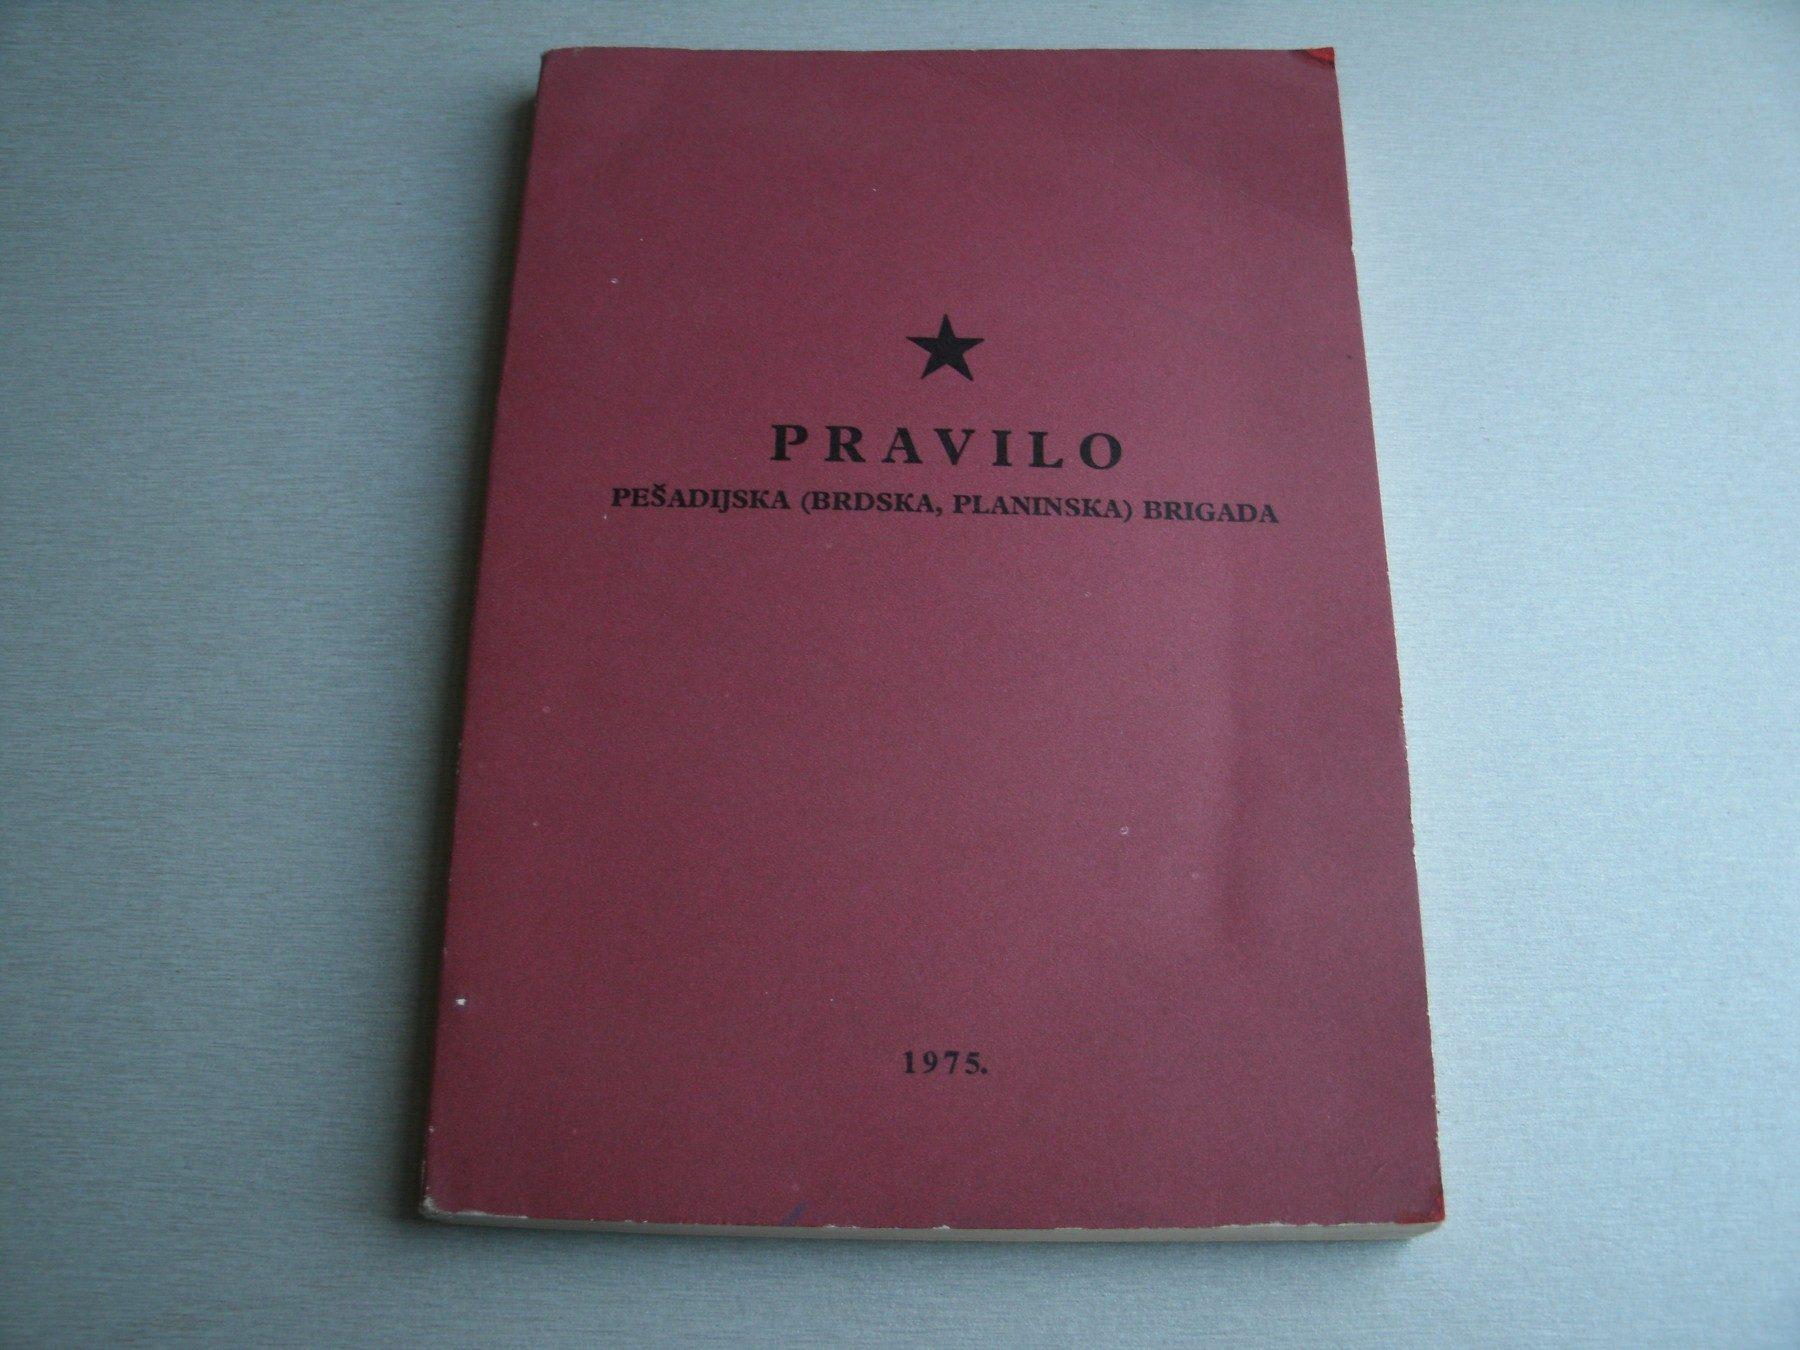 PRAVILO
PEŠADIJSKA (BRDSKA, PLANINSKA) BRIGADA
1975.